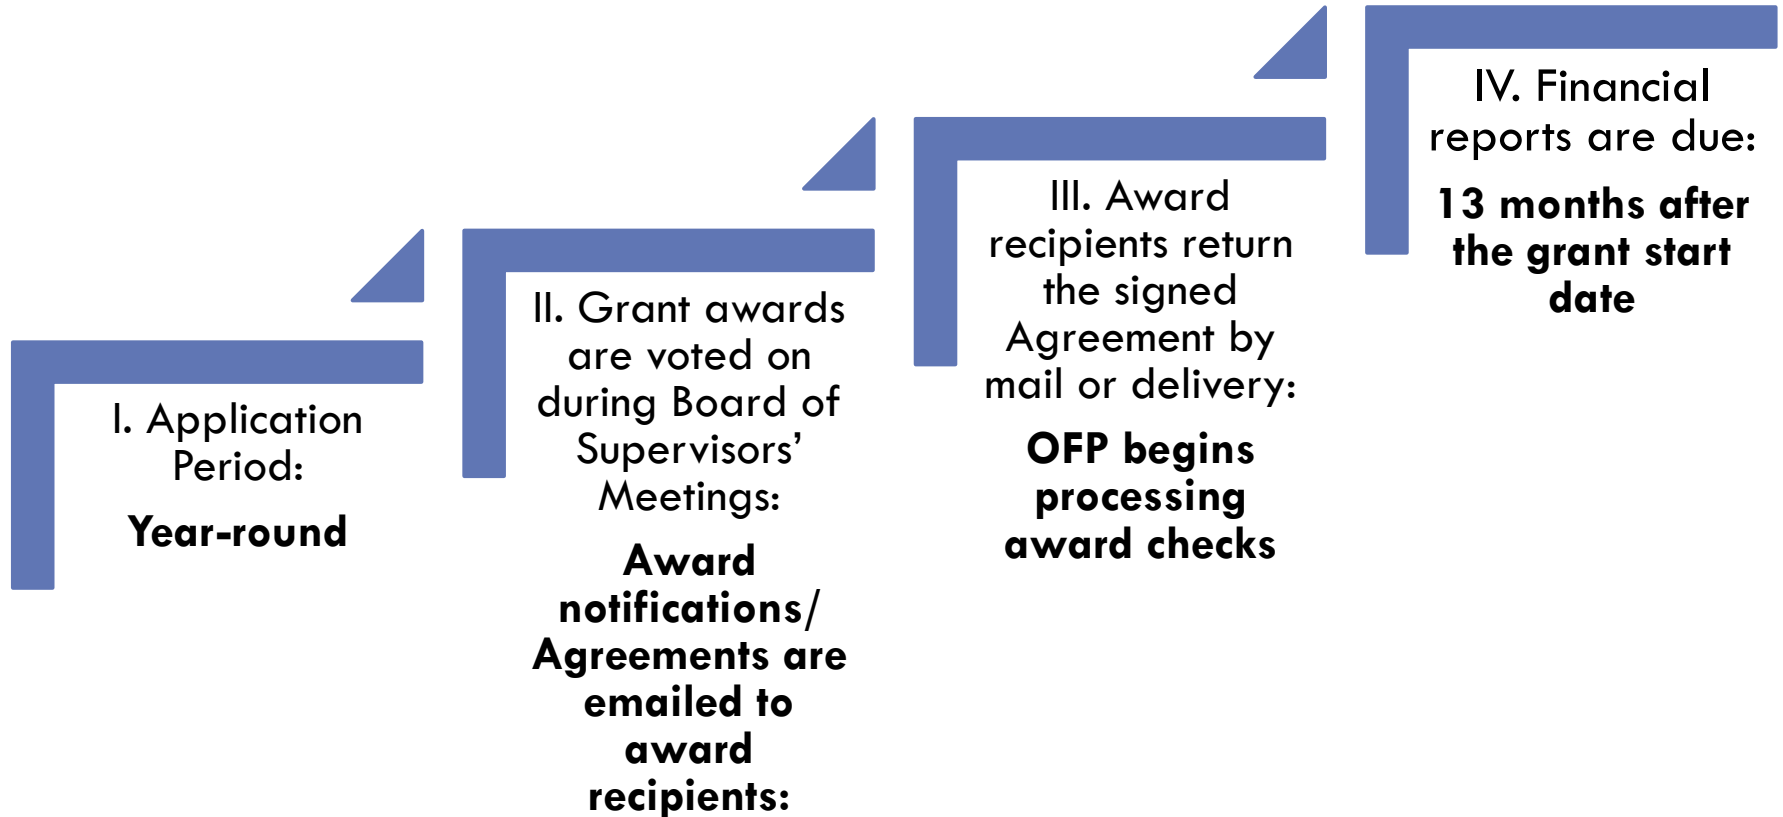 I. Application
Period:
Year-round
II. Grant awards
are voted on
during Board of
Supervisors’
Meetings:
Award
notifications/
Agreements are
emailed to
award
recipients:
III. Award
recipients return
the signed
Agreement by
mail or delivery:
OFP begins
processing
award checks
IV. Financial
reports are due:
13 months after
the grant start
date